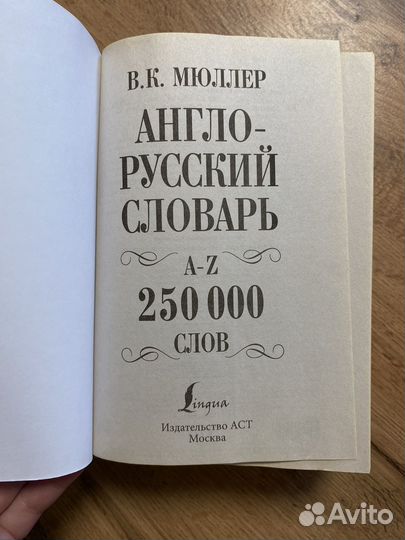 В.К. МЮЛЛЕР
АНГЛО-
РУССКИЙ
СЛОВАРЬ
A-Z
250 000
СЛОВ
Lingua
Издательство АСТ
Москва
Avito